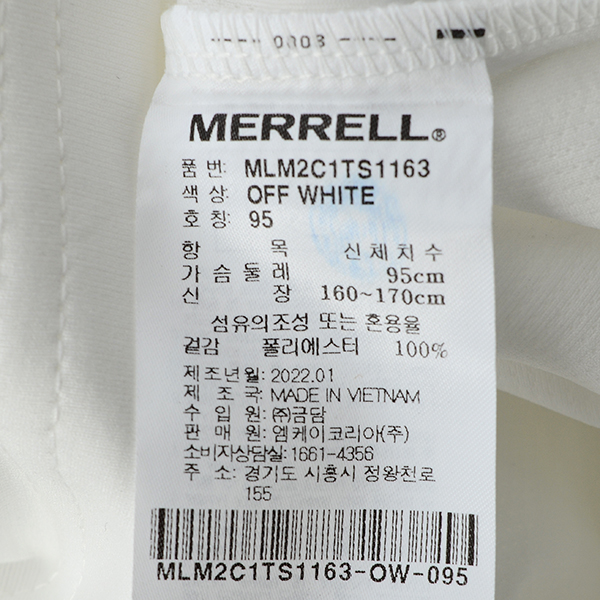 0803
MERRELL®
품 번: MLM2C1TS1163
색 상: OFF WHITE
호 칭: 95
항 목 신체치수
가슴둘레 95cm
신 장 160~170cm
섬유의조성 또는 혼용율
겉감 폴리에스터 100%
제조년월: 2022.01
제 조 국: MADE IN VIETNAM
수 입 원: ㈜금담
판 매 원: 엠케이코리아(주)
소비자상담실: 1661-4356
주 소: 경기도 시흥시 정왕천로
155
MLM2C1TS1163-OW-095